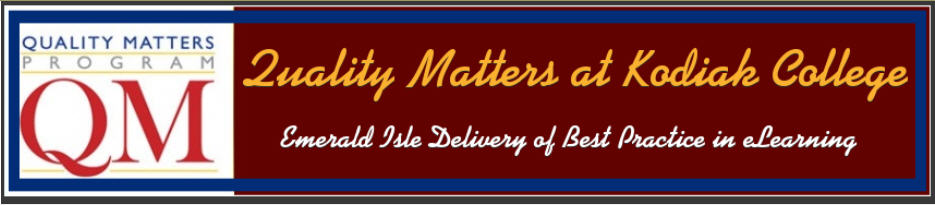 QUALITY MATTERS
PROGRAM
QM
Quality Matters at Kodiak College
Emerald Isle Delivery of Best Practice in eLearning